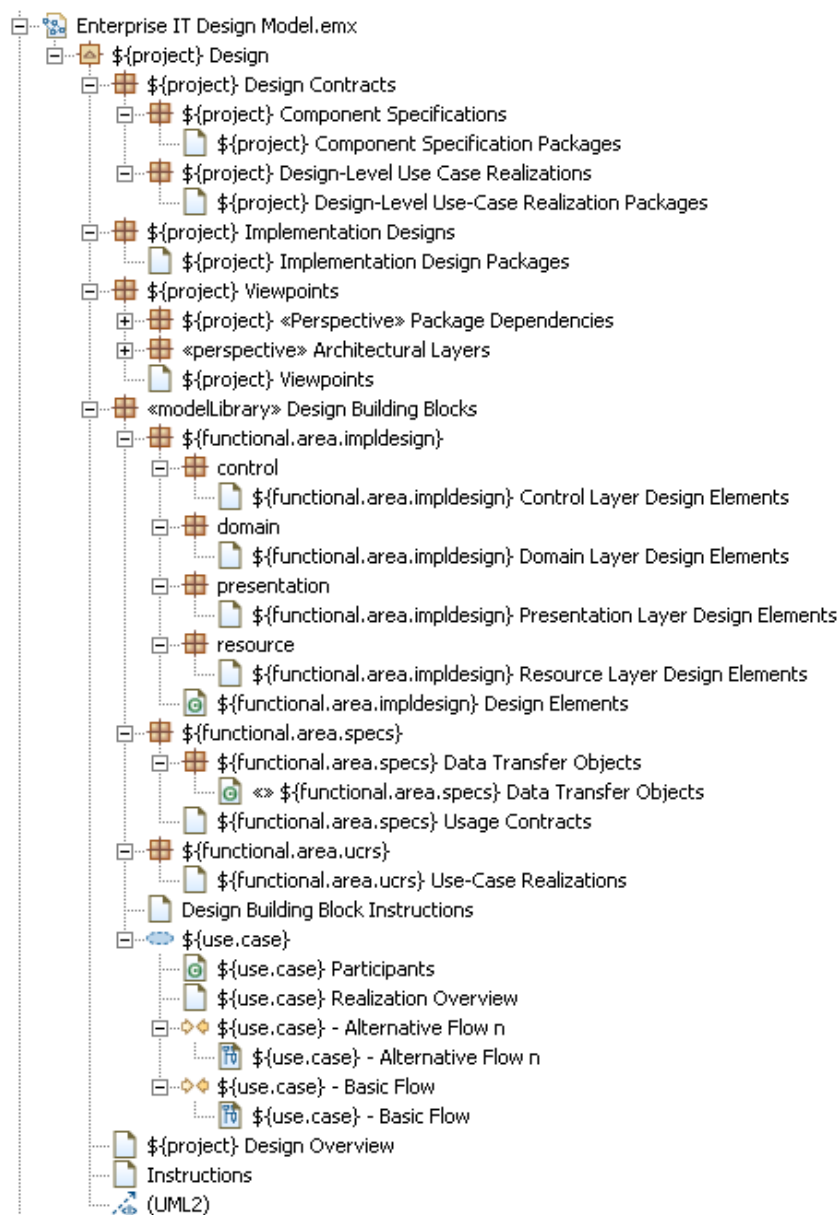 Enterprise IT Design Model.emx
${project} Design
${project} Design Contracts
${project} Component Specifications
${project} Component Specification Packages
${project} Design-Level Use Case Realizations
${project} Design-Level Use-Case Realization Packages
${project} Implementation Designs
${project} Implementation Design Packages
${project} Viewpoints
${project} «Perspective» Package Dependencies
«perspective» Architectural Layers
${project} Viewpoints
«modelLibrary» Design Building Blocks
${functional.area.impldesign}
control
${functional.area.impldesign} Control Layer Design Elements
domain
${functional.area.impldesign} Domain Layer Design Elements
presentation
${functional.area.impldesign} Presentation Layer Design Elements
resource
${functional.area.impldesign} Resource Layer Design Elements
${functional.area.impldesign} Design Elements
${functional.area.specs}
${functional.area.specs} Data Transfer Objects
«» ${functional.area.specs} Data Transfer Objects
${functional.area.specs} Usage Contracts
${functional.area.ucrs}
${functional.area.ucrs} Use-Case Realizations
Design Building Block Instructions
${use.case}
${use.case} Participants
${use.case} Realization Overview
${use.case} - Alternative Flow n
${use.case} - Alternative Flow n
${use.case} - Basic Flow
${use.case} - Basic Flow
${project} Design Overview
Instructions
(UML2)